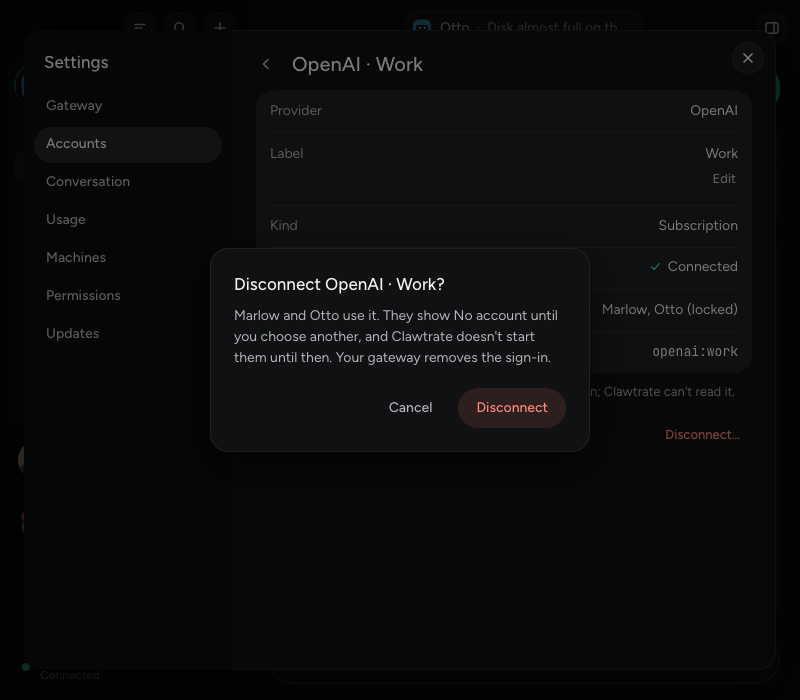 Otto · Disk almost full on th...
Settings
Gateway
Accounts
Conversation
Usage
Machines
Permissions
Updates
OpenAI · Work
Provider OpenAI
Label Work
Edit
Kind Subscription
Connected
Marlow, Otto (locked)
openai:work
Clawtrate can't read it.
Disconnect...
Disconnect OpenAI · Work?
Marlow and Otto use it. They show No account until
you choose another, and Clawtrate doesn't start
them until then. Your gateway removes the sign-in.
Cancel Disconnect
Connected